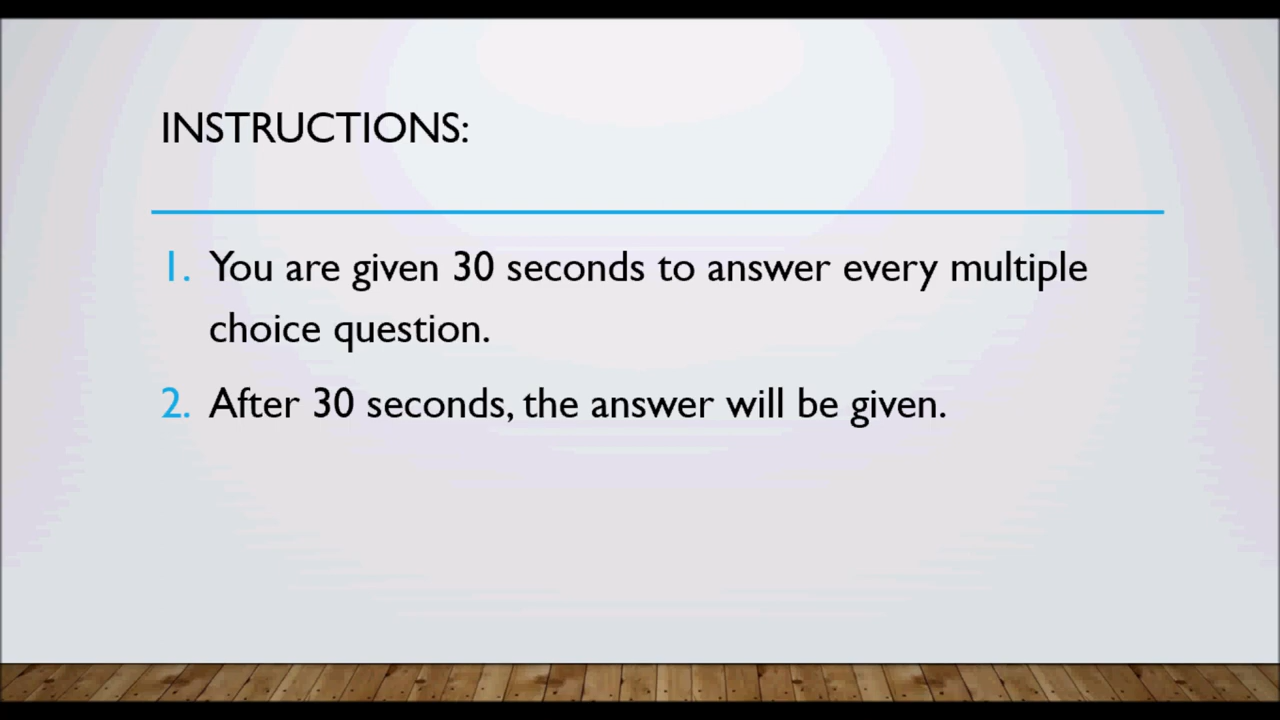 INSTRUCTIONS:
1. You are given 30 seconds to answer every multiple
choice question.
2. After 30 seconds, the answer will be given.